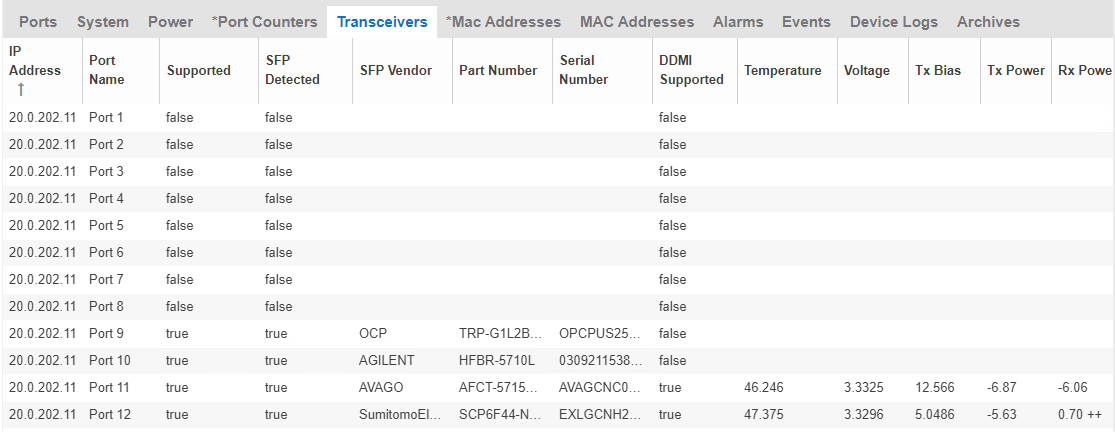 Ports System Power *Port Counters Transceivers *Mac Addresses MAC Addresses Alarms Events Device Logs Archives
IP Address ↑ Port Name Supported SFP Detected SFP Vendor Part Number Serial Number DDMI Supported Temperature Voltage Tx Bias Tx Power Rx Powe
20.0.202.11 Port 1 false false false
20.0.202.11 Port 2 false false false
20.0.202.11 Port 3 false false false
20.0.202.11 Port 4 false false false
20.0.202.11 Port 5 false false false
20.0.202.11 Port 6 false false false
20.0.202.11 Port 7 false false false
20.0.202.11 Port 8 false false false
20.0.202.11 Port 9 true true OCP TRP-G1L2B... OPCPUS25... false
20.0.202.11 Port 10 true true AGILENT HFBR-5710L 0309211538... false
20.0.202.11 Port 11 true true AVAGO AFCT-5715... AVAGCNC0... true 46.246 3.3325 12.566 -6.87 -6.06
20.0.202.11 Port 12 true true SumitomoEl... SCP6F44-N... EXLGCNH2... true 47.375 3.3296 5.0486 -5.63 0.70 ++